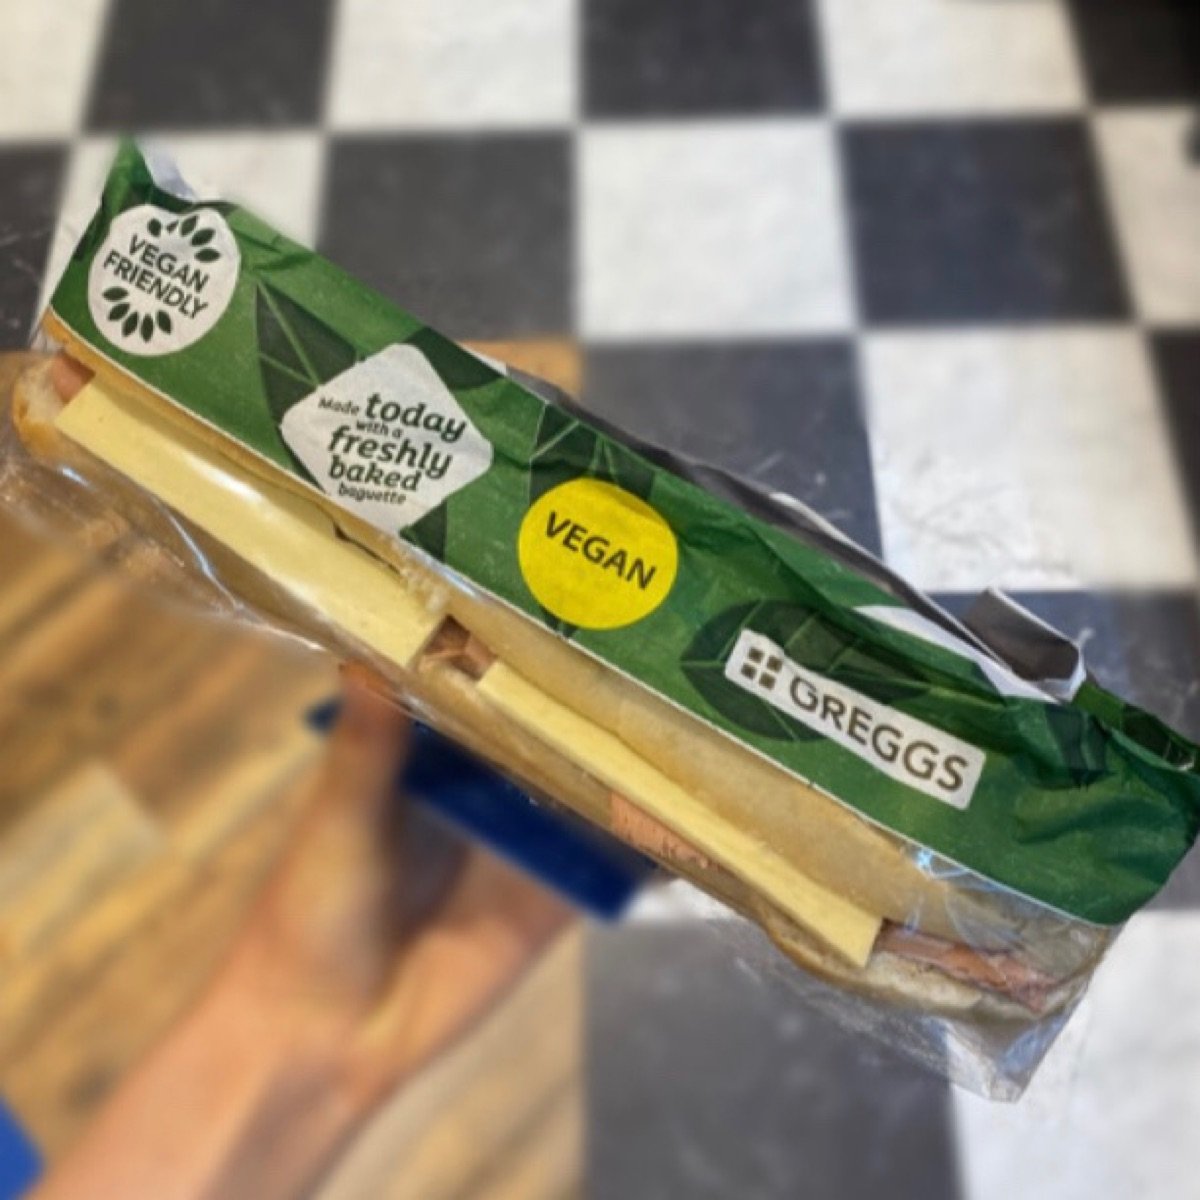 VEGAN
FRIENDLY
Made today
with a
freshly
baked
baguette
VEGAN
GREGGS